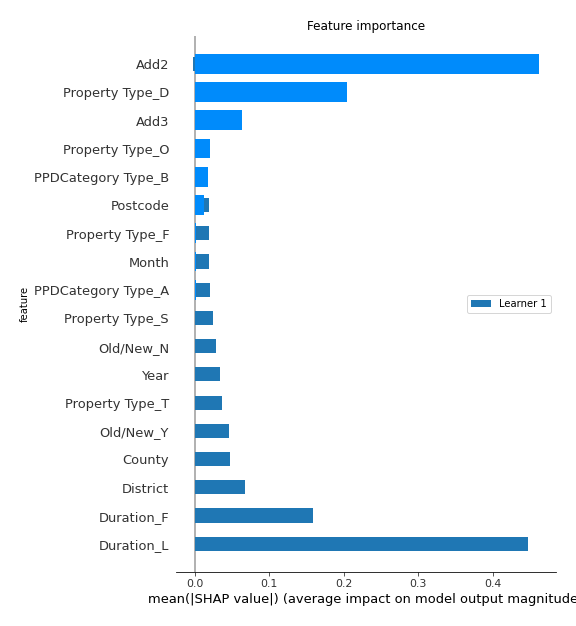 Feature importance
Add2
Property Type_D
Add3
Property Type_O
PPDCategory Type_B
Postcode
Property Type_F
Month
PPDCategory Type_A
Property Type_S
Old/New_N
Year
Property Type_T
Old/New_Y
County
District
Duration_F
Duration_L
feature
Learner 1
0.0 0.1 0.2 0.3 0.4
mean(|SHAP value|) (average impact on model output magnitude